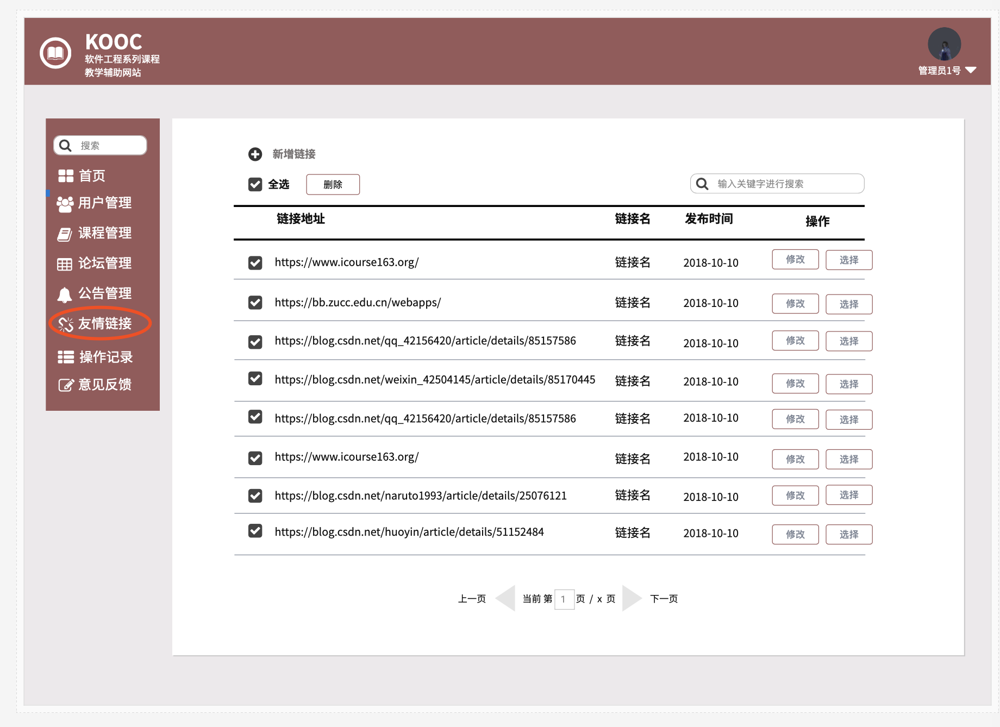 KOOC
软件工程系列课程
教学辅助网站
管理员1号
搜索
首页
用户管理
课程管理
论坛管理
公告管理
友情链接
操作记录
意见反馈
新增链接
全选 删除 输入关键字进行搜索
链接地址 链接名 发布时间 操作
https://www.icourse163.org/ 链接名 2018-10-10 修改 选择
https://bb.zucc.edu.cn/webapps/ 链接名 2018-10-10 修改 选择
https://blog.csdn.net/qq_42156420/article/details/85157586 链接名 2018-10-10 修改 选择
https://blog.csdn.net/weixin_42504145/article/details/85170445 链接名 2018-10-10 修改 选择
https://blog.csdn.net/qq_42156420/article/details/85157586 链接名 2018-10-10 修改 选择
https://www.icourse163.org/ 链接名 2018-10-10 修改 选择
https://blog.csdn.net/naruto1993/article/details/25076121 链接名 2018-10-10 修改 选择
https://blog.csdn.net/huoyin/article/details/51152484 链接名 2018-10-10 修改 选择
上一页 当前 第 1 页 / x 页 下一页